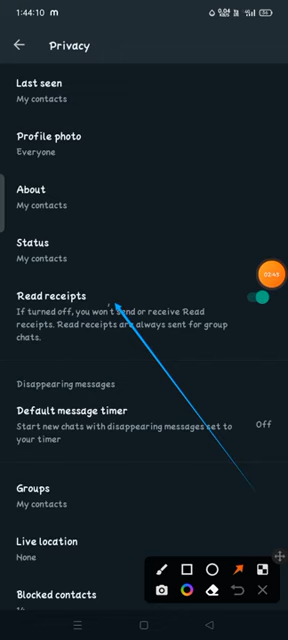 1:44:10 m
Privacy
Last seen
My contacts
Profile photo
Everyone
About
My contacts
Status
My contacts
Read receipts
If turned off, you won't send or receive Read
receipts. Read receipts are always sent for group
chats.
02:45
Disappearing messages
Default message timer
Start new chats with disappearing messages set to
your timer
Off
Groups
My contacts
Live location
None
Blocked contacts